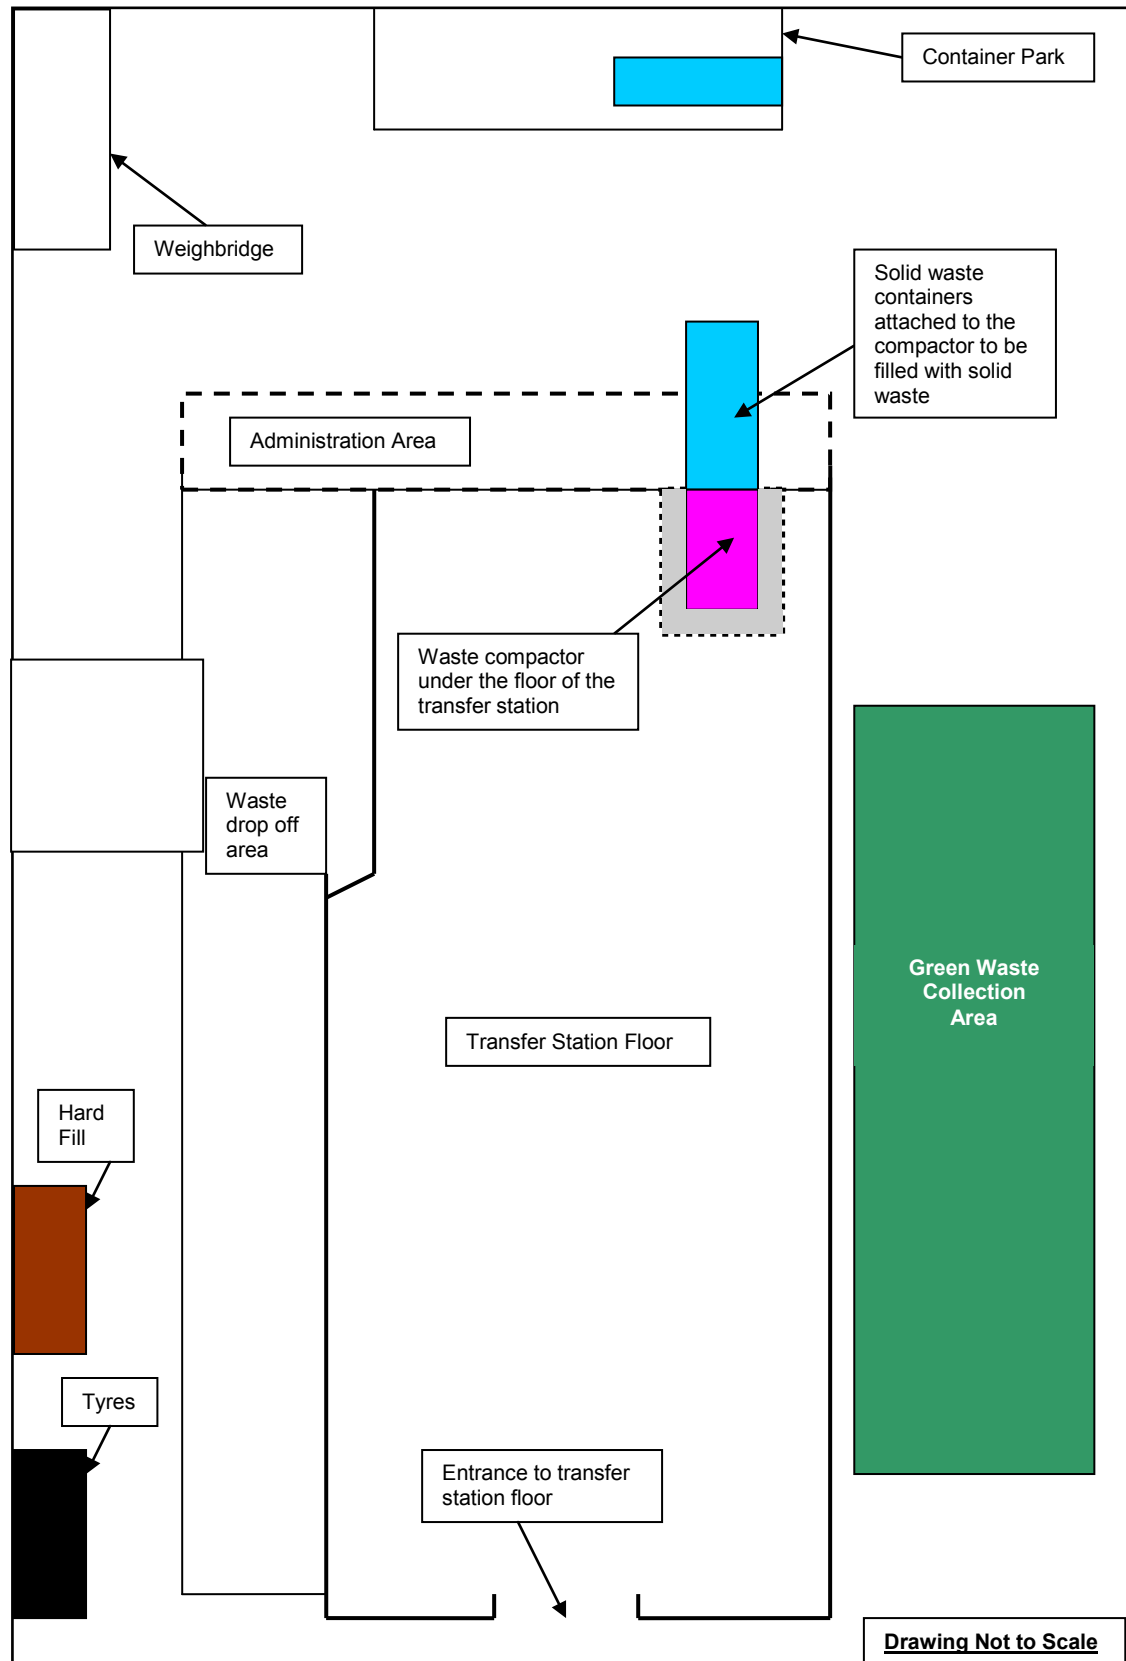 Container Park
Weighbridge
Solid waste
containers
attached to the
compactor to be
filled with solid
waste
Administration Area
Waste compactor
under the floor of the
transfer station
Waste
drop off
area
Green Waste
Collection
Area
Transfer Station Floor
Hard
Fill
Tyres
Entrance to transfer
station floor
Drawing Not to Scale